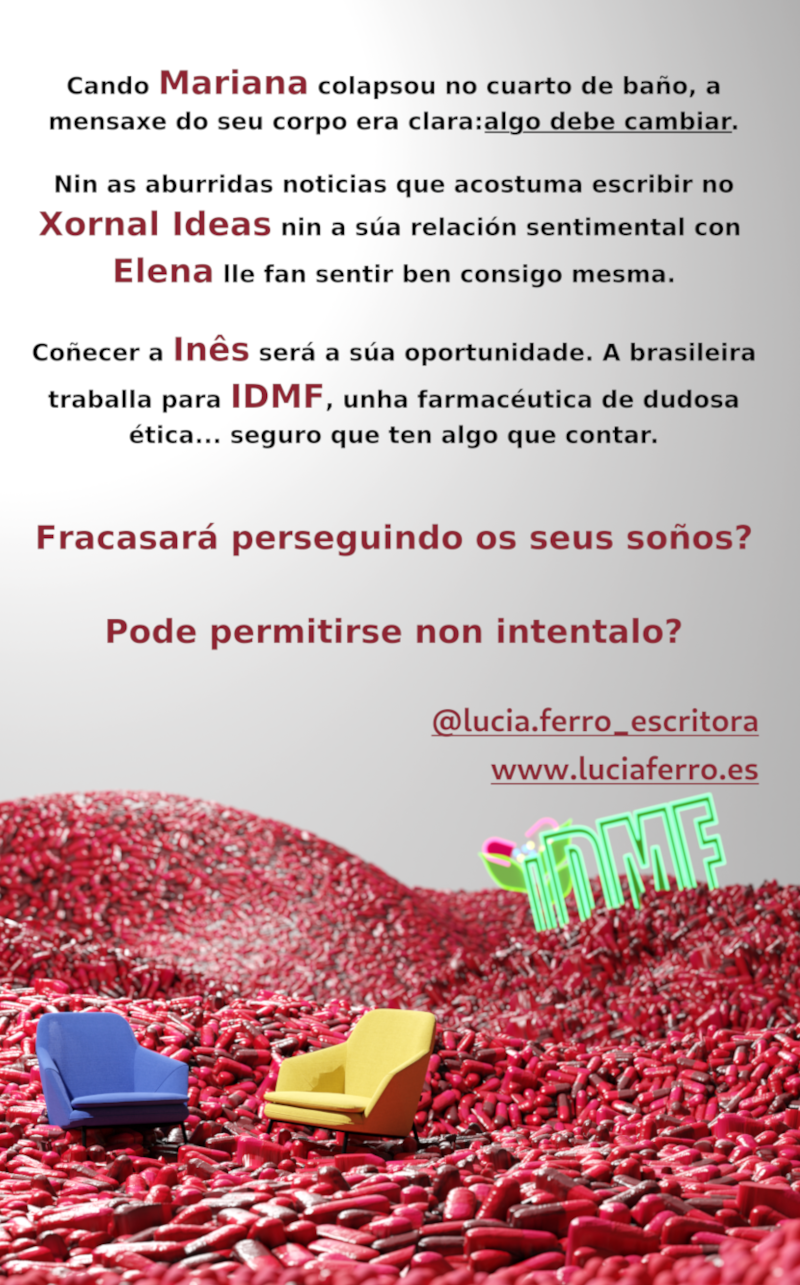 Cando Mariana colapsou no cuarto de baño, a
mensaxe do seu corpo era clara:algo debe cambiar.
Nin as aburridas noticias que acostuma escribir no
Xornal Ideas nin a súa relación sentimental con
Elena lle fan sentir ben consigo mesma.
Coñecer a Inês será a súa oportunidade. A brasileira
traballa para IDMF, unha farmacéutica de dudosa
ética... seguro que ten algo que contar.
Fracasará perseguindo os seus soños?
Pode permitirse non intentalo?
@lucia.ferro_escritora
www.luciaferro.es
IDMF